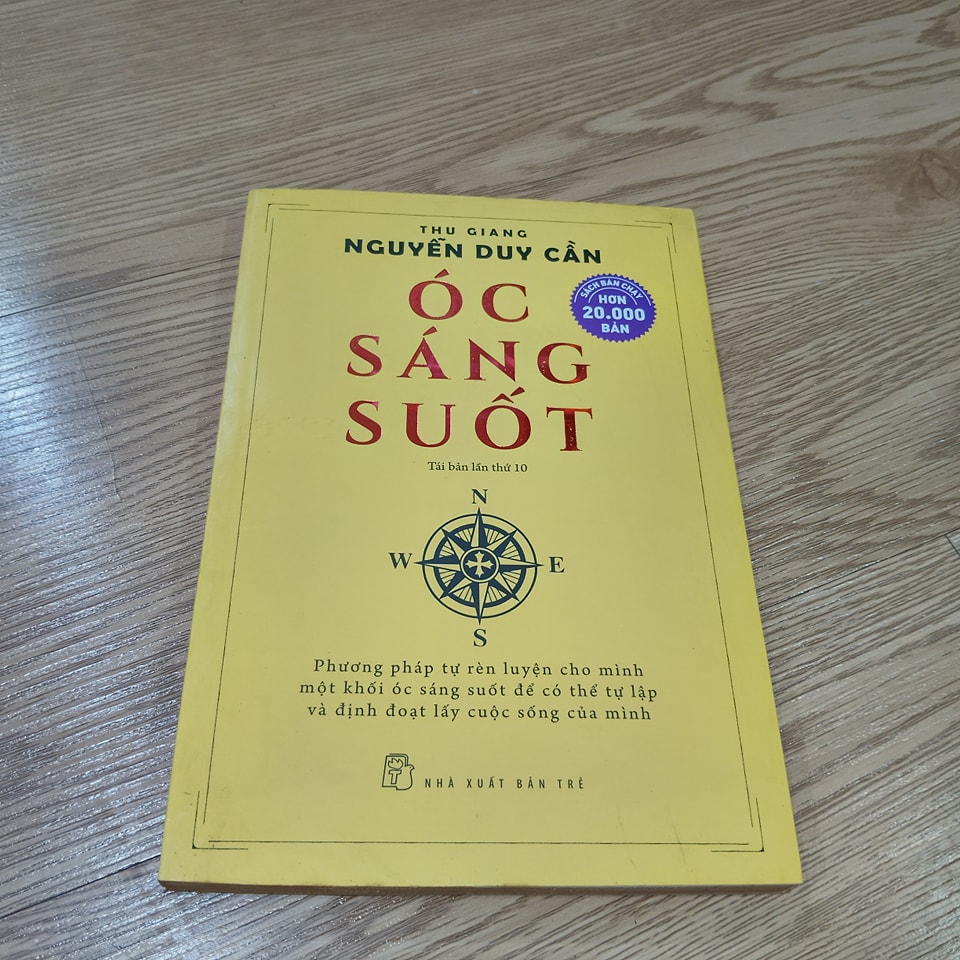 THU GIANG
NGUYỄN DUY CẦN
ÓC
SÁNG
SUỐT
SÁCH BÁN CHẠY
HƠN
20.000
BẢN
Tái bản lần thứ 10
N
W
E
S
Phương pháp tự rèn luyện cho mình
một khối óc sáng suốt để có thể tự lập
và định đoạt lấy cuộc sống của mình
T
NHÀ XUẤT BẢN TRẺ